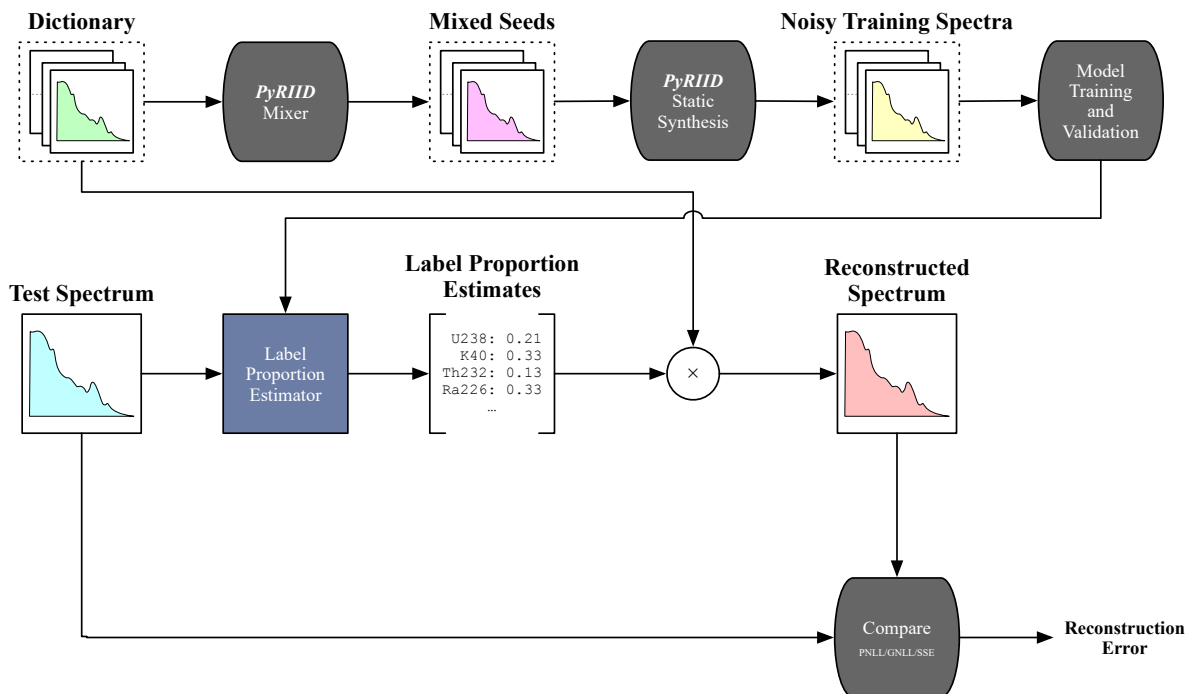 Dictionary
Mixed Seeds
Noisy Training Spectra
PyRIID
Mixer
PyRIID
Static
Synthesis
Model
Training
and
Validation
Label Proportion
Estimates
Reconstructed
Spectrum
Test Spectrum
Label
Proportion
Estimator
U238: 0.21
K40: 0.33
Th232: 0.13
Ra226: 0.33
…
×
Compare
PNLL/GNLL/SSE
Reconstruction
Error